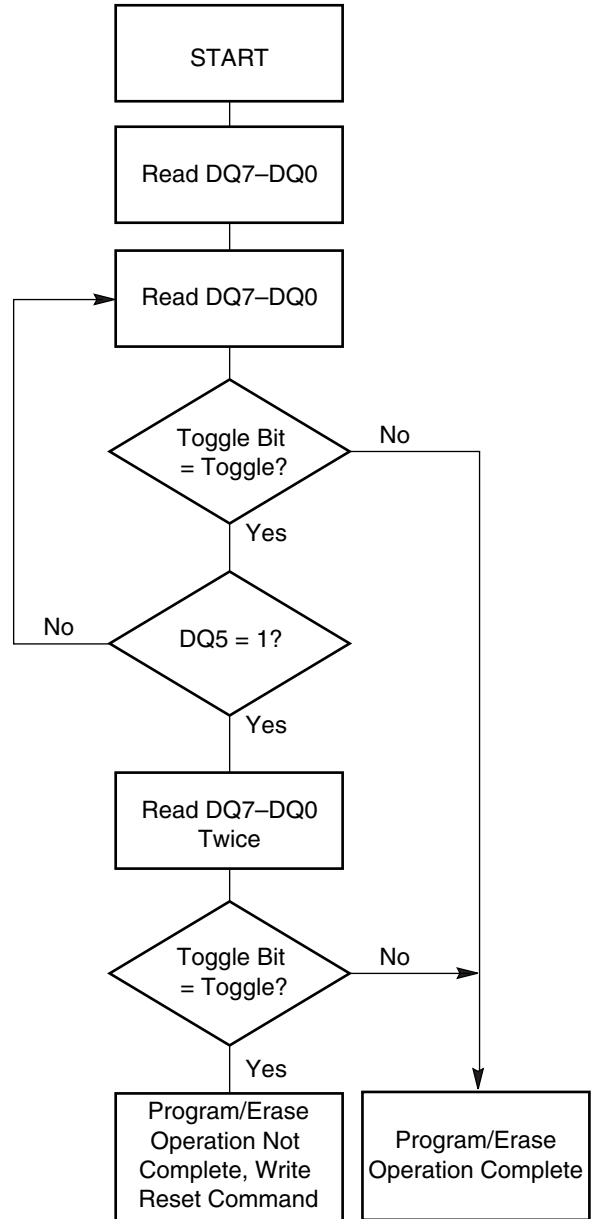 START
Read DQ7–DQ0
Read DQ7–DQ0
Toggle Bit
= Toggle?
No
Yes
No
DQ5 = 1?
Yes
Read DQ7–DQ0
Twice
Toggle Bit
= Toggle?
No
Yes
Program/Erase
Operation Not
Complete, Write
Reset Command
Program/Erase
Operation Complete